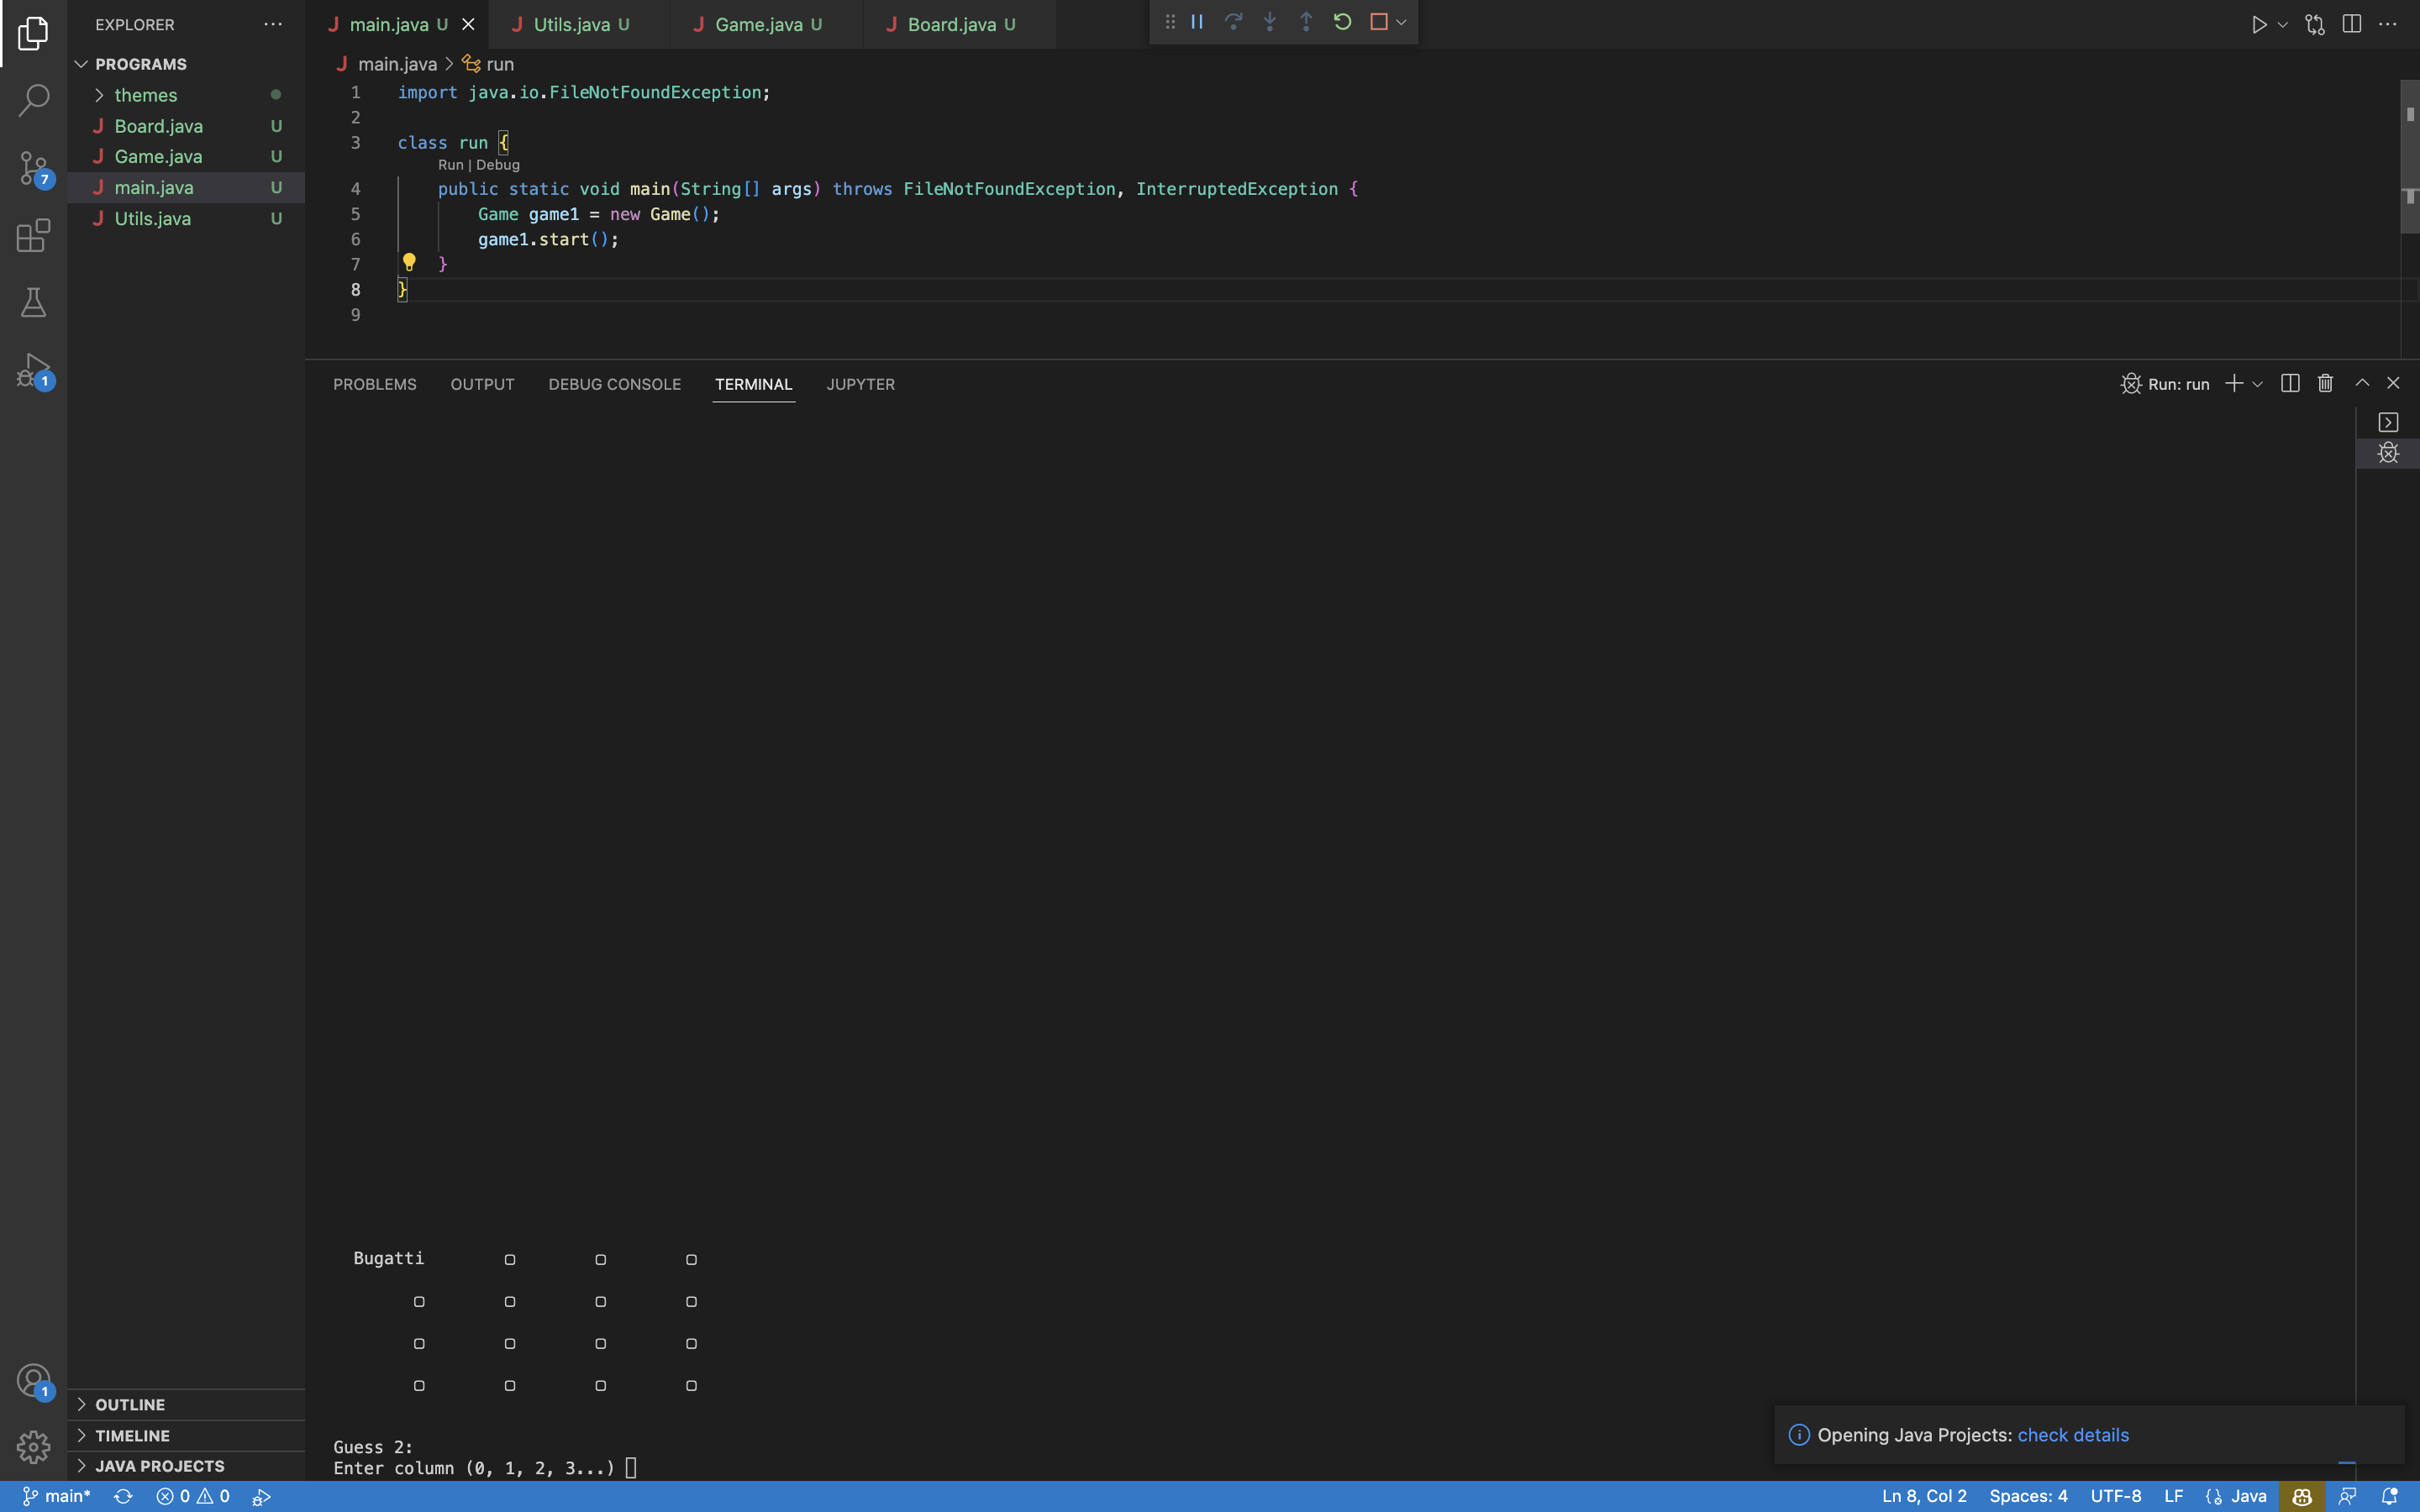 EXPLORER
PROGRAMS
themes
Board.java U
Game.java U
main.java U
Utils.java U
OUTLINE
TIMELINE
JAVA PROJECTS
7
1
1
main.java U
Utils.java U
Game.java U
Board.java U
main.java > run
1 import java.io.FileNotFoundException;
2
3 class run {
Run | Debug
4 public static void main(String[] args) throws FileNotFoundException, InterruptedException {
5 Game game1 = new Game();
6 game1.start();
7 }
8 }
9
PROBLEMS OUTPUT DEBUG CONSOLE TERMINAL JUPYTER
Run: run
Bugatti
Guess 2:
Enter column (0, 1, 2, 3...)
Opening Java Projects: check details
main* 0 0
Ln 8, Col 2 Spaces: 4 UTF-8 LF Java